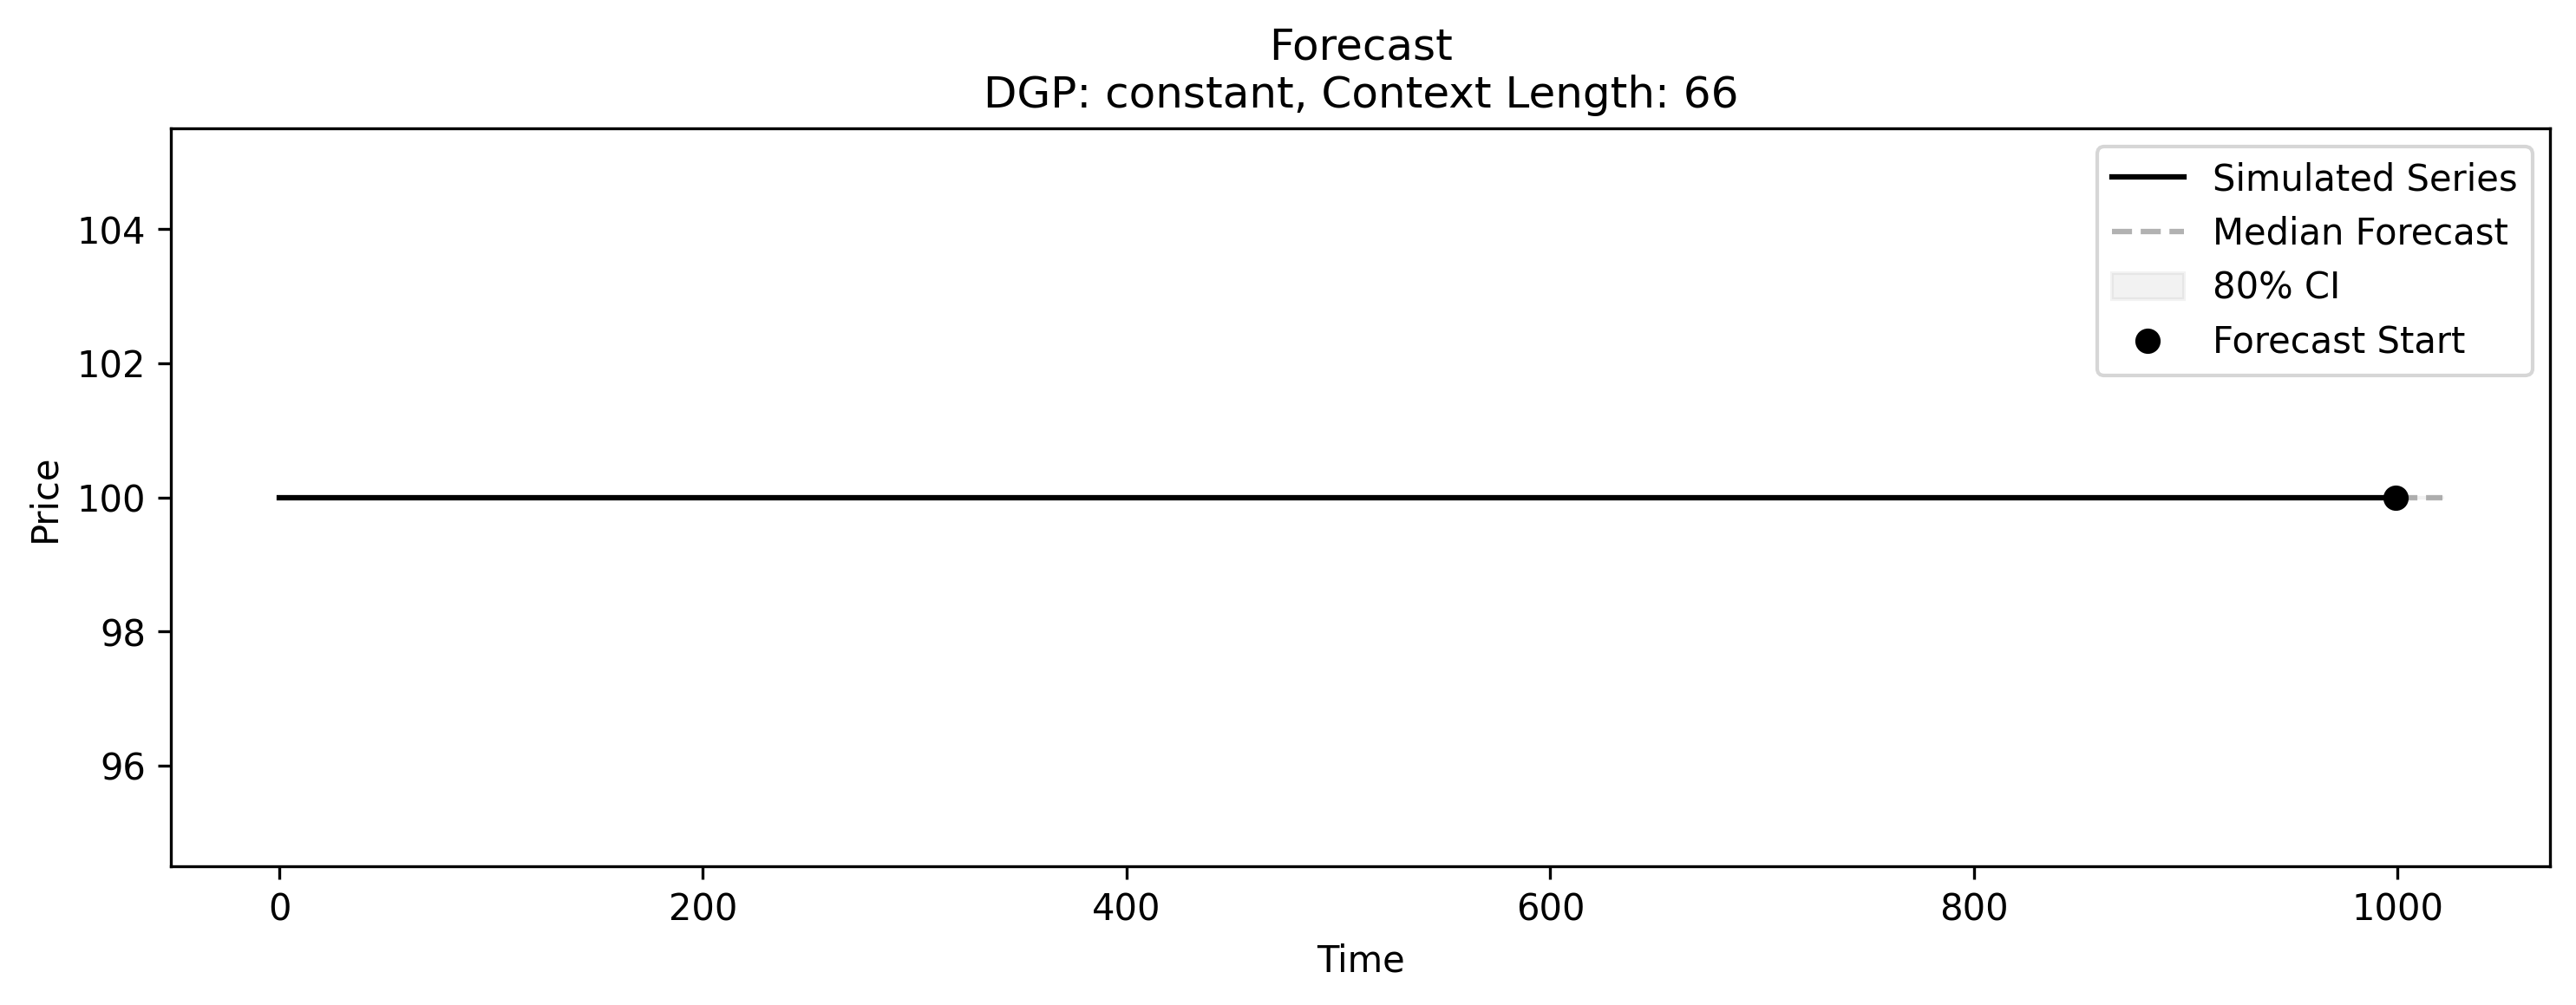 Forecast
DGP: constant, Context Length: 66
Simulated Series
Median Forecast
80% CI
Forecast Start
Price
104
102
100
98
96
0 200 400 600 800 1000
Time